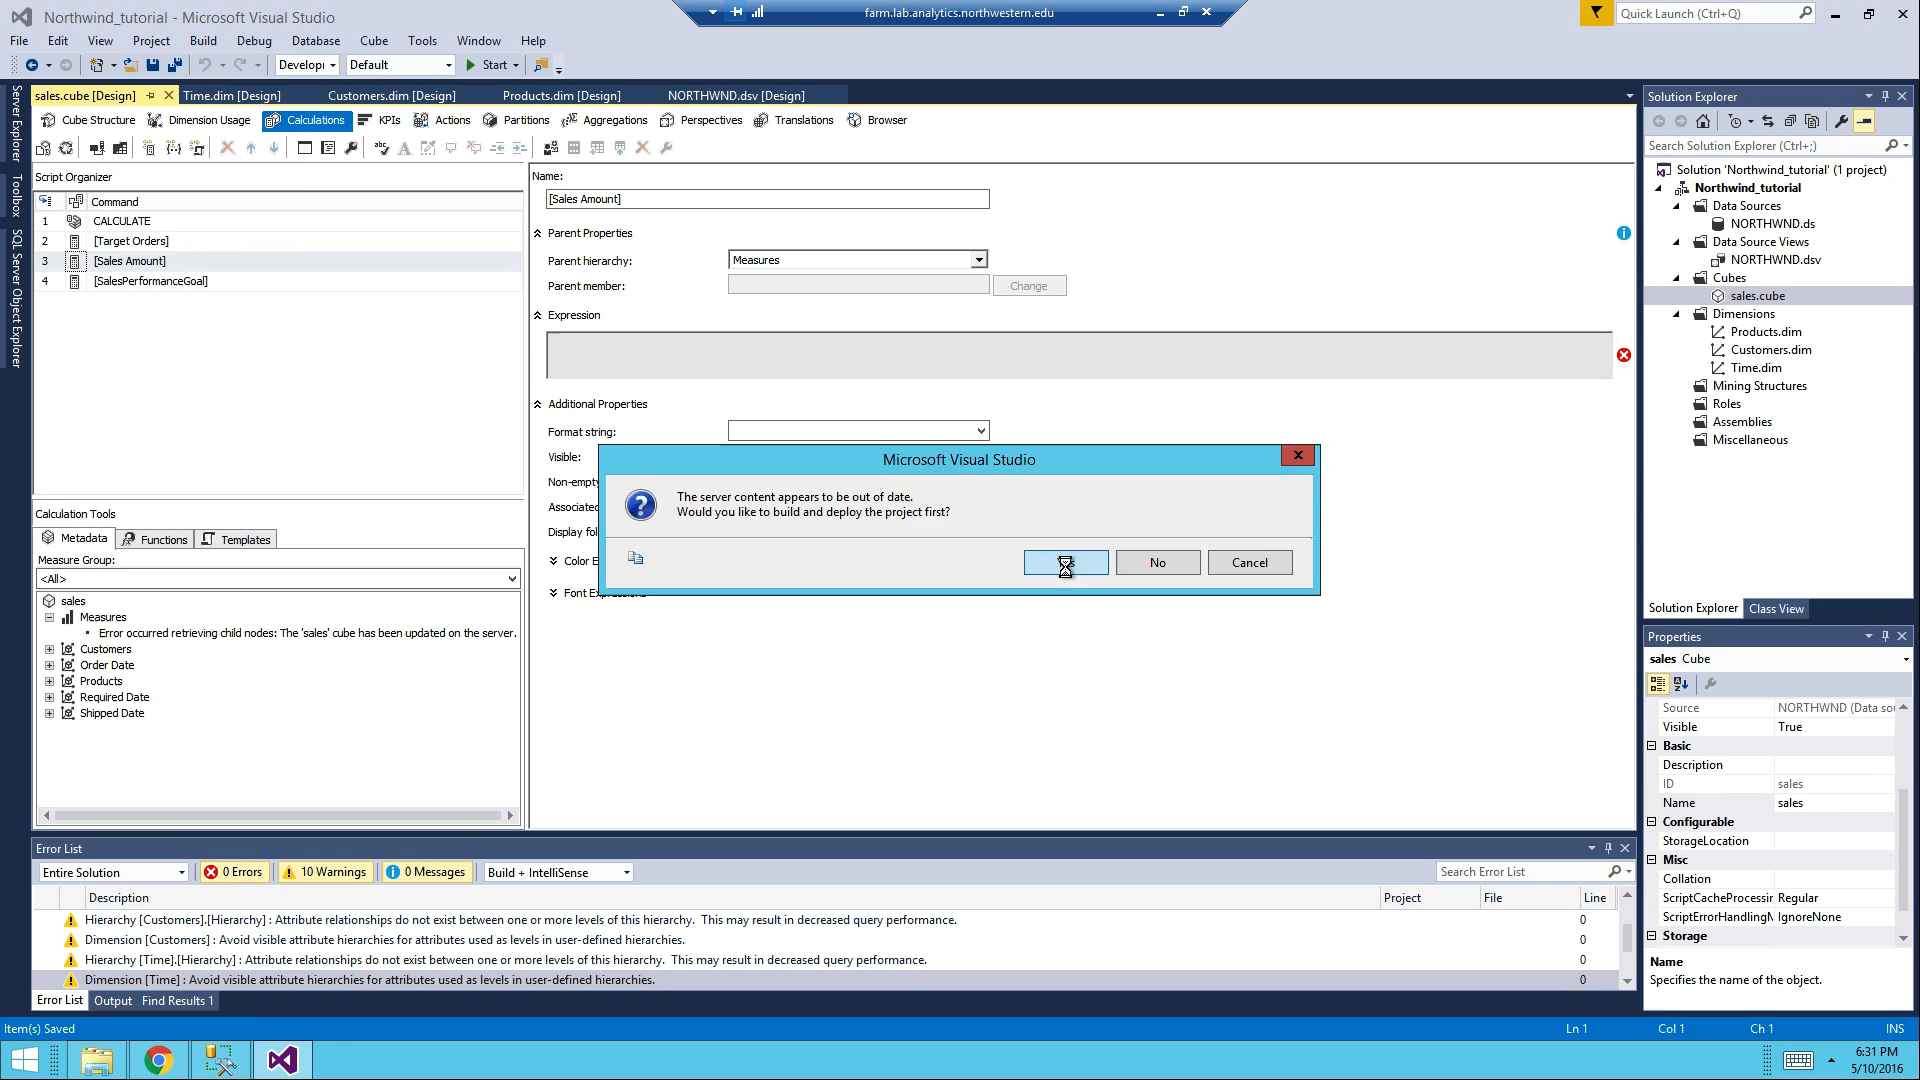 Northwind_tutorial - Microsoft Visual Studio
farm.lab.analytics.northwestern.edu
Quick Launch (Ctrl+Q)
File Edit View Project Build Debug Database Cube Tools Window Help
Develop Default Start
sales.cube [Design] Time.dim [Design] Customers.dim [Design] Products.dim [Design] NORTHWND.dsv [Design]
Cube Structure Dimension Usage Calculations KPIs Actions Partitions Aggregations Perspectives Translations Browser
Server Explorer
Toolbox
SQL Server Object Explorer
Script Organizer
Command
1 CALCULATE
2 [Target Orders]
3 [Sales Amount]
4 [SalesPerformanceGoal]
Calculation Tools
Metadata Functions Templates
Measure Group:
<All>
sales
Measures
Error occurred retrieving child nodes: The 'sales' cube has been updated on the server.
Customers
Order Date
Products
Required Date
Shipped Date
Name:
[Sales Amount]
Parent Properties
Parent hierarchy: Measures
Parent member: Change
Expression
Additional Properties
Format string:
Visible:
Non-empty
Associated
Display fol
Color E
Font Expressions
Microsoft Visual Studio
The server content appears to be out of date.
Would you like to build and deploy the project first?
No Cancel
Solution Explorer
Search Solution Explorer (Ctrl+;)
Solution 'Northwind_tutorial' (1 project)
Northwind_tutorial
Data Sources
NORTHWND.ds
Data Source Views
NORTHWND.dsv
Cubes
sales.cube
Dimensions
Products.dim
Customers.dim
Time.dim
Mining Structures
Roles
Assemblies
Miscellaneous
Solution Explorer Class View
Properties
sales Cube
Source NORTHWND (Data sou
Visible True
Basic
Description
ID sales
Name sales
Configurable
StorageLocation
Misc
Collation
ScriptCacheProcessin Regular
ScriptErrorHandlingM IgnoreNone
Storage
Name
Specifies the name of the object.
Error List
Entire Solution 0 Errors 10 Warnings 0 Messages Build + IntelliSense Search Error List
Description Project File Line
Hierarchy [Customers].[Hierarchy] : Attribute relationships do not exist between one or more levels of this hierarchy. This may result in decreased query performance. 0
Dimension [Customers] : Avoid visible attribute hierarchies for attributes used as levels in user-defined hierarchies. 0
Hierarchy [Time].[Hierarchy] : Attribute relationships do not exist between one or more levels of this hierarchy. This may result in decreased query performance. 0
Dimension [Time] : Avoid visible attribute hierarchies for attributes used as levels in user-defined hierarchies. 0
Error List Output Find Results 1
Item(s) Saved Ln 1 Col 1 Ch 1 INS
6:31 PM
5/10/2016